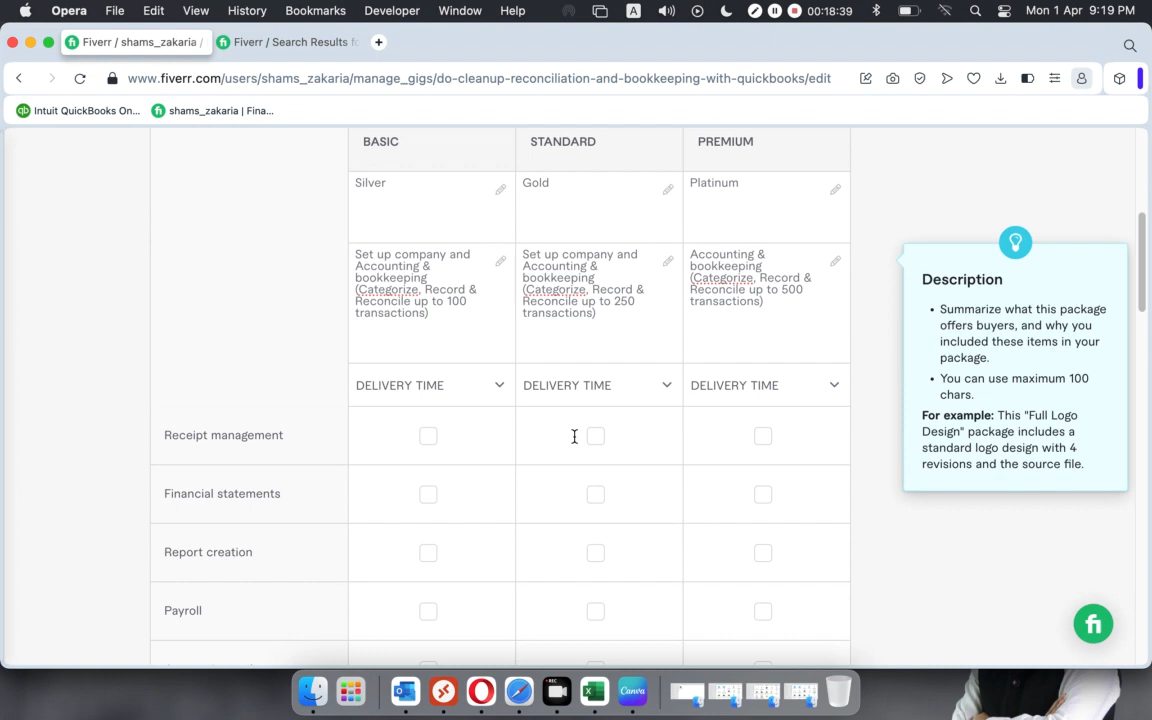 Opera File Edit View History Bookmarks Developer Window Help A 00:18:39 Mon 1 Apr 9:19 PM
Fiverr / shams_zakaria / Fiverr / Search Results fo
www.fiverr.com/users/shams_zakaria/manage_gigs/do-cleanup-reconciliation-and-bookkeeping-with-quickbooks/edit
qb Intuit QuickBooks On... fi shams_zakaria | Fina...
BASIC STANDARD PREMIUM
Silver Gold Platinum
Set up company and
Accounting &
bookkeeping
(Categorize, Record &
Reconcile up to 100
transactions)
Set up company and
Accounting &
bookkeeping
(Categorize, Record &
Reconcile up to 250
transactions)
Accounting &
bookkeeping
(Categorize, Record &
Reconcile up to 500
transactions)
DELIVERY TIME DELIVERY TIME DELIVERY TIME
Receipt management
Financial statements
Report creation
Payroll
Description
• Summarize what this package
offers buyers, and why you
included these items in your
package.
• You can use maximum 100
chars.
For example: This "Full Logo
Design" package includes a
standard logo design with 4
revisions and the source file.
fi
REC
Canva